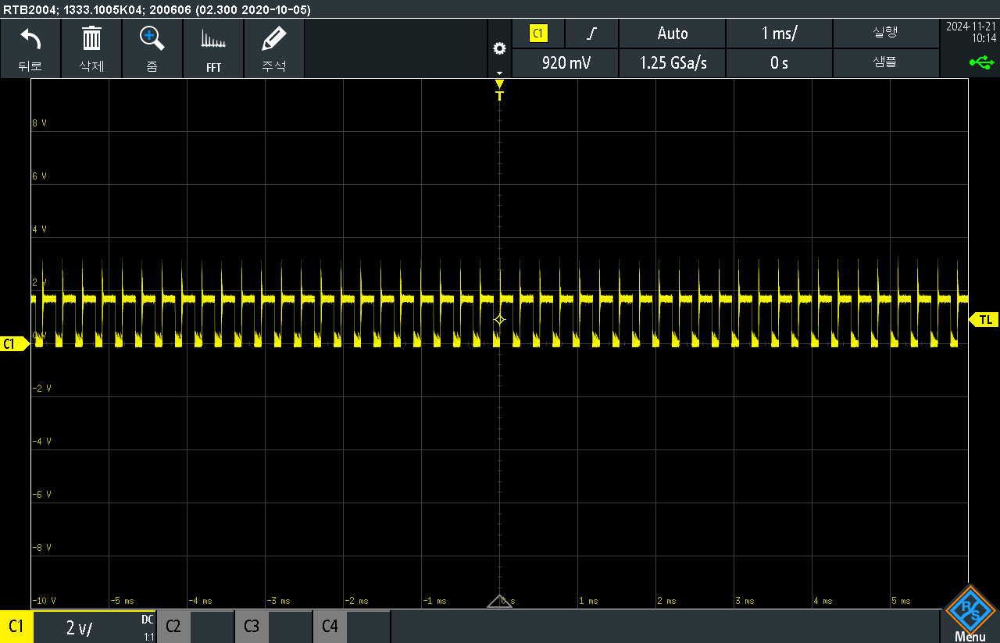 RTB2004; 1333.1005K04; 200606 (02.300 2020-10-05)
뒤로
삭제
줌
FFT
주석
C1
Auto
1 ms/
실행
920 mV
1.25 GSa/s
0 s
샘플
2024-11-21
10:14
T
8 V
6 V
4 V
2 V
0 V
-2 V
-4 V
-6 V
-8 V
-10 V
C1
TL
-5 ms
-4 ms
-3 ms
-2 ms
-1 ms
0 s
1 ms
2 ms
3 ms
4 ms
5 ms
C1
2 v/
DC
1:1
C2
C3
C4
R&S
Menu